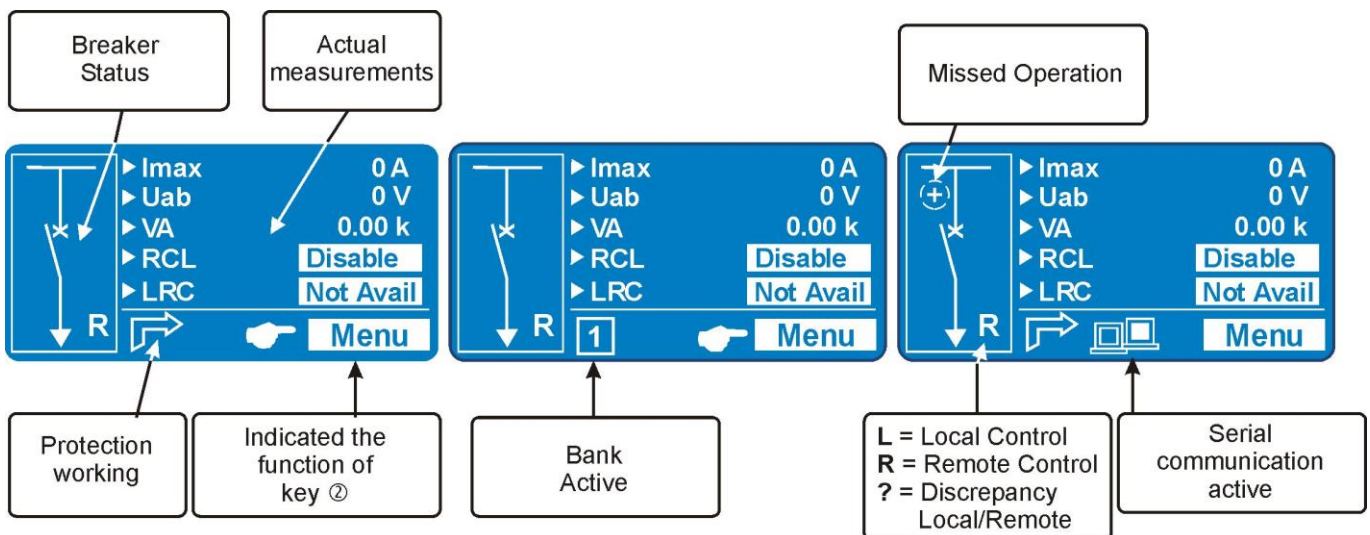 Breaker
Status
Actual
measurements
Missed Operation
Imax 0 A
Uab 0 V
VA 0.00 k
RCL Disable
LRC Not Avail
R Menu
Imax 0 A
Uab 0 V
VA 0.00 k
RCL Disable
LRC Not Avail
R 1 Menu
Imax 0 A
Uab 0 V
VA 0.00 k
RCL Disable
LRC Not Avail
R Menu
Protection
working
Indicated the
function of
key ②
Bank
Active
L = Local Control
R = Remote Control
? = Discrepancy
Local/Remote
Serial
communication
active